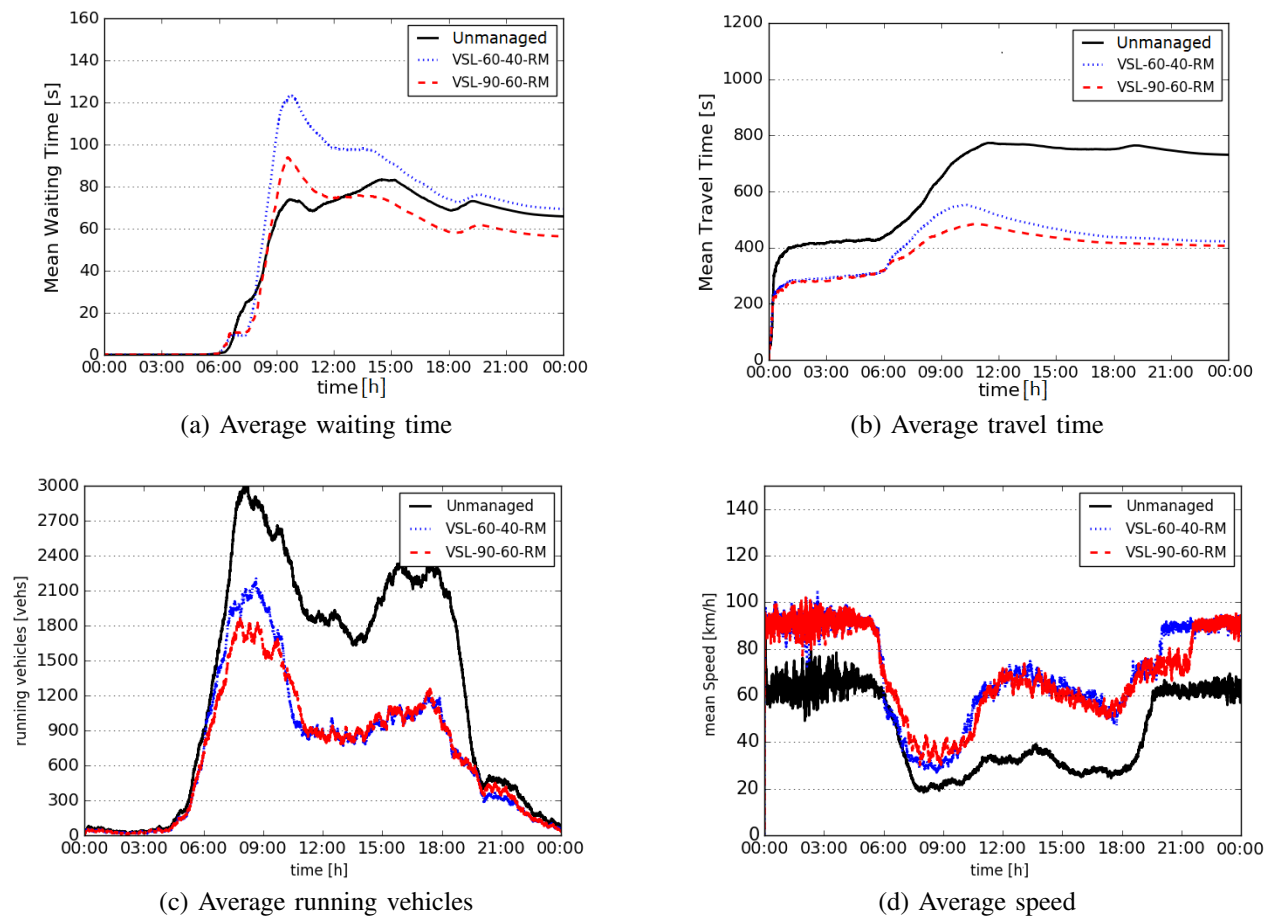 160
140
120
100
80
60
40
20
0
Mean Waiting Time [s]
Unmanaged
VSL-60-40-RM
VSL-90-60-RM
00:00 03:00 06:00 09:00 12:00 15:00 18:00 21:00 00:00
time [h]
(a) Average waiting time
1200
1000
800
600
400
200
0
Mean Travel Time [s]
Unmanaged
VSL-60-40-RM
VSL-90-60-RM
00:00 03:00 06:00 09:00 12:00 15:00 18:00 21:00 00:00
time [h]
(b) Average travel time
3000
2700
2400
2100
1800
1500
1200
900
600
300
0
running vehicles [vehs]
Unmanaged
VSL-60-40-RM
VSL-90-60-RM
00:00 03:00 06:00 09:00 12:00 15:00 18:00 21:00 00:00
time [h]
(c) Average running vehicles
140
120
100
80
60
40
20
0
mean Speed [km/h]
Unmanaged
VSL-60-40-RM
VSL-90-60-RM
00:00 03:00 06:00 09:00 12:00 15:00 18:00 21:00 00:00
time [h]
(d) Average speed